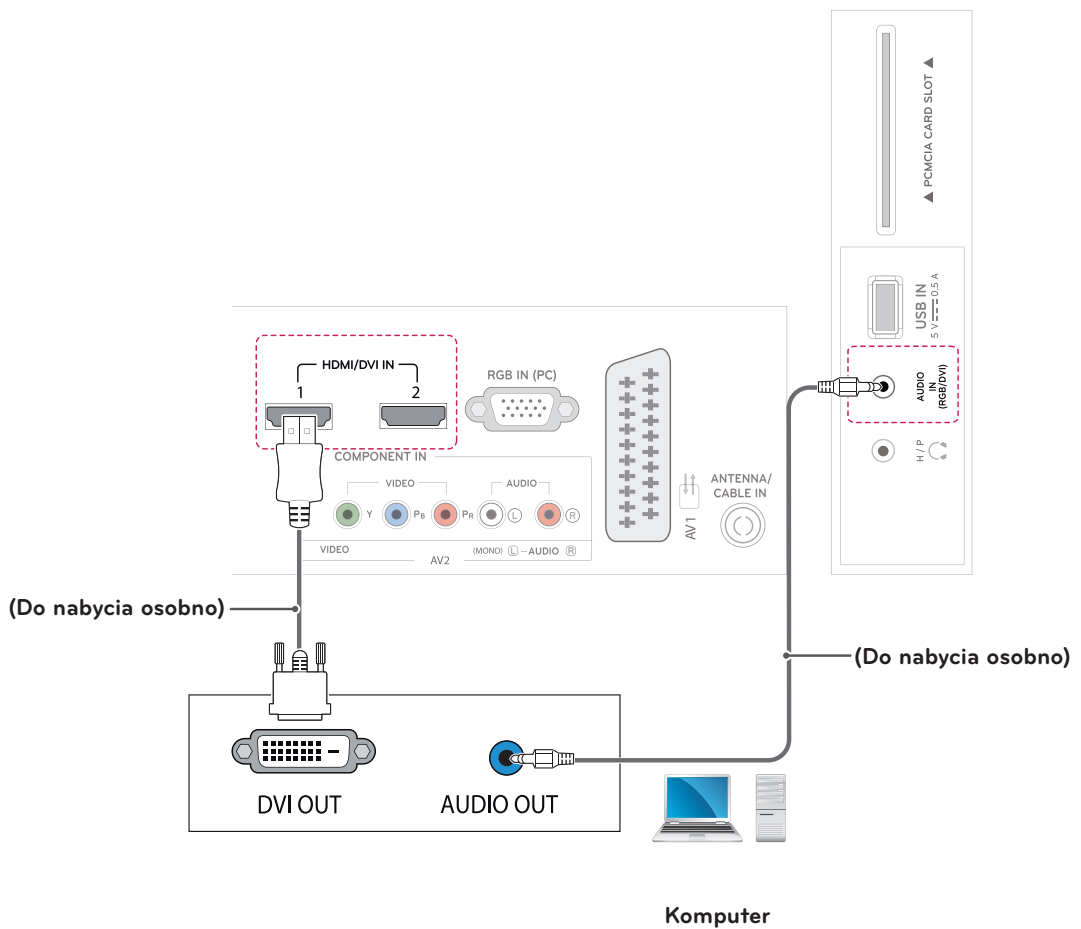 ▲ PCMCIA CARD SLOT ▲
USB IN
5 V 0.5 A
AUDIO
IN
(RGB/DVI)
H / P
HDMI/DVI IN
1 2
RGB IN (PC)
COMPONENT IN
VIDEO AUDIO
Y PB PR L R
VIDEO (MONO) L – AUDIO R
AV2
AV 1
ANTENNA/
CABLE IN
(Do nabycia osobno)
(Do nabycia osobno)
DVI OUT AUDIO OUT
Komputer